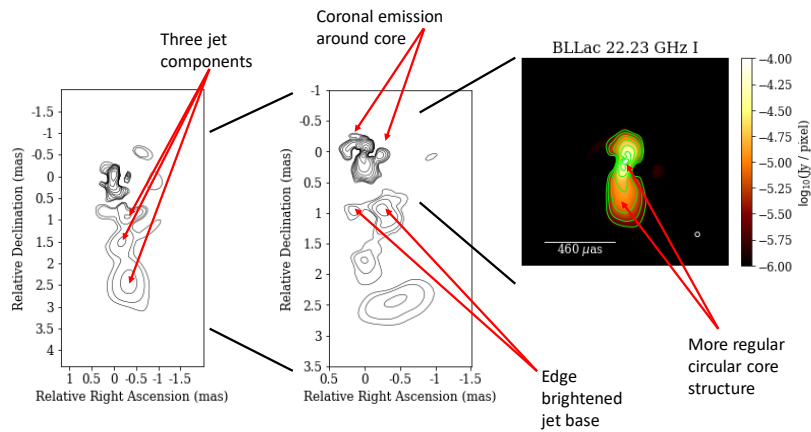 Three jet
components
Coronal emission
around core
BLLac 22.23 GHz I
-1.5
-1
-0.5
0
0.5
1
1.5
2
2.5
3
3.5
4
Relative Declination (mas)
1 0.5 0 -0.5 -1 -1.5
Relative Right Ascension (mas)
-1
0
0.5
1
1.5
2
2.5
3
3.5
Relative Declination (mas)
0.5 0 -0.5 -1 -1.5
Relative Right Ascension (mas)
460 μas
−4.00
−4.25
−4.50
−4.75
−5.00
−5.25
−5.50
−5.75
−6.00
log10(Jy / pixel)
Edge
brightened
jet base
More regular
circular core
structure